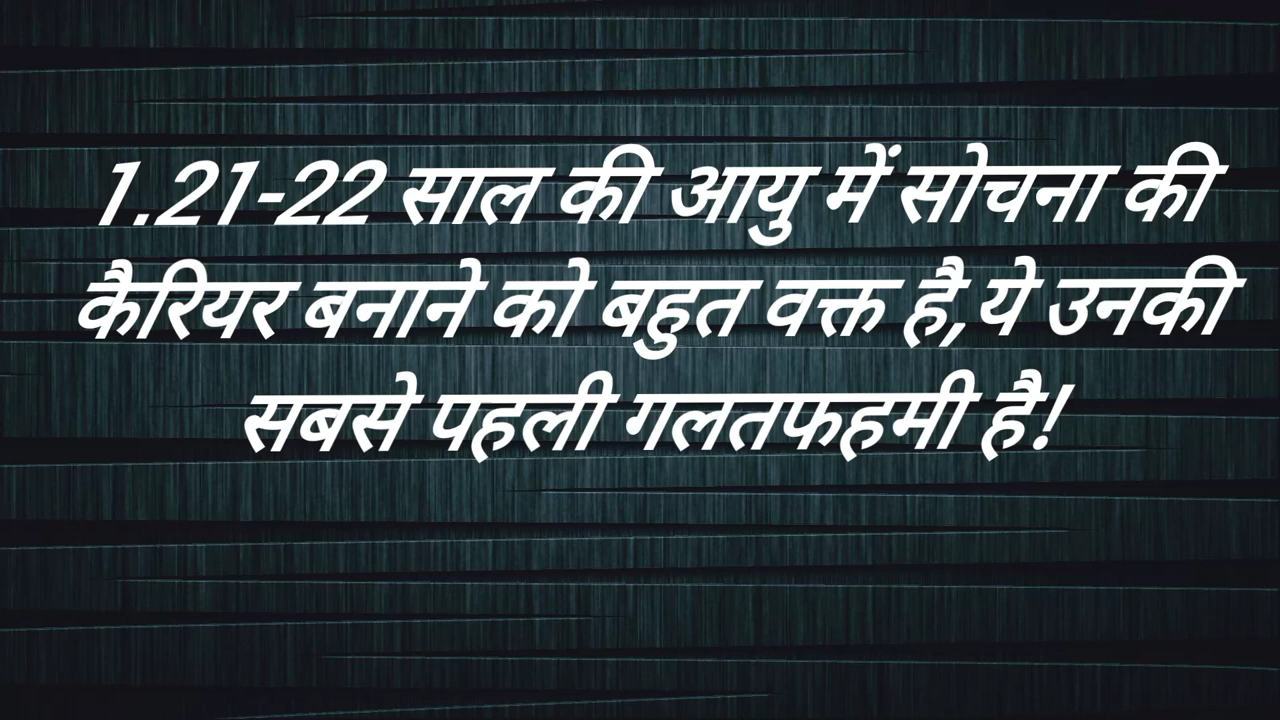 1.21-22 साल की आयु में सोचना की
कैरियर बनाने को बहुत वक्त है,ये उनकी
सबसे पहली गलतफहमी है!